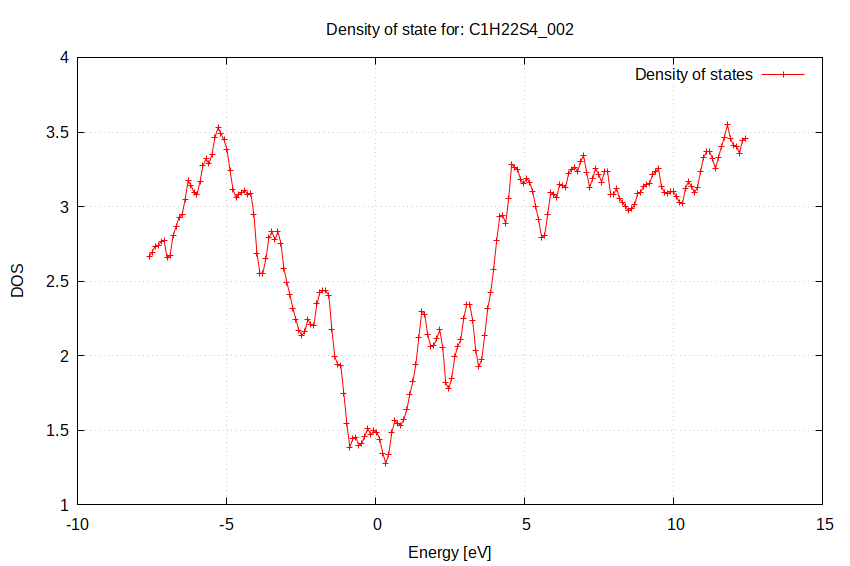 Density of state for: C1H22S4_002
Density of states
4
3.5
3
2.5
2
1.5
1
DOS
-10 -5 0 5 10 15
Energy [eV]